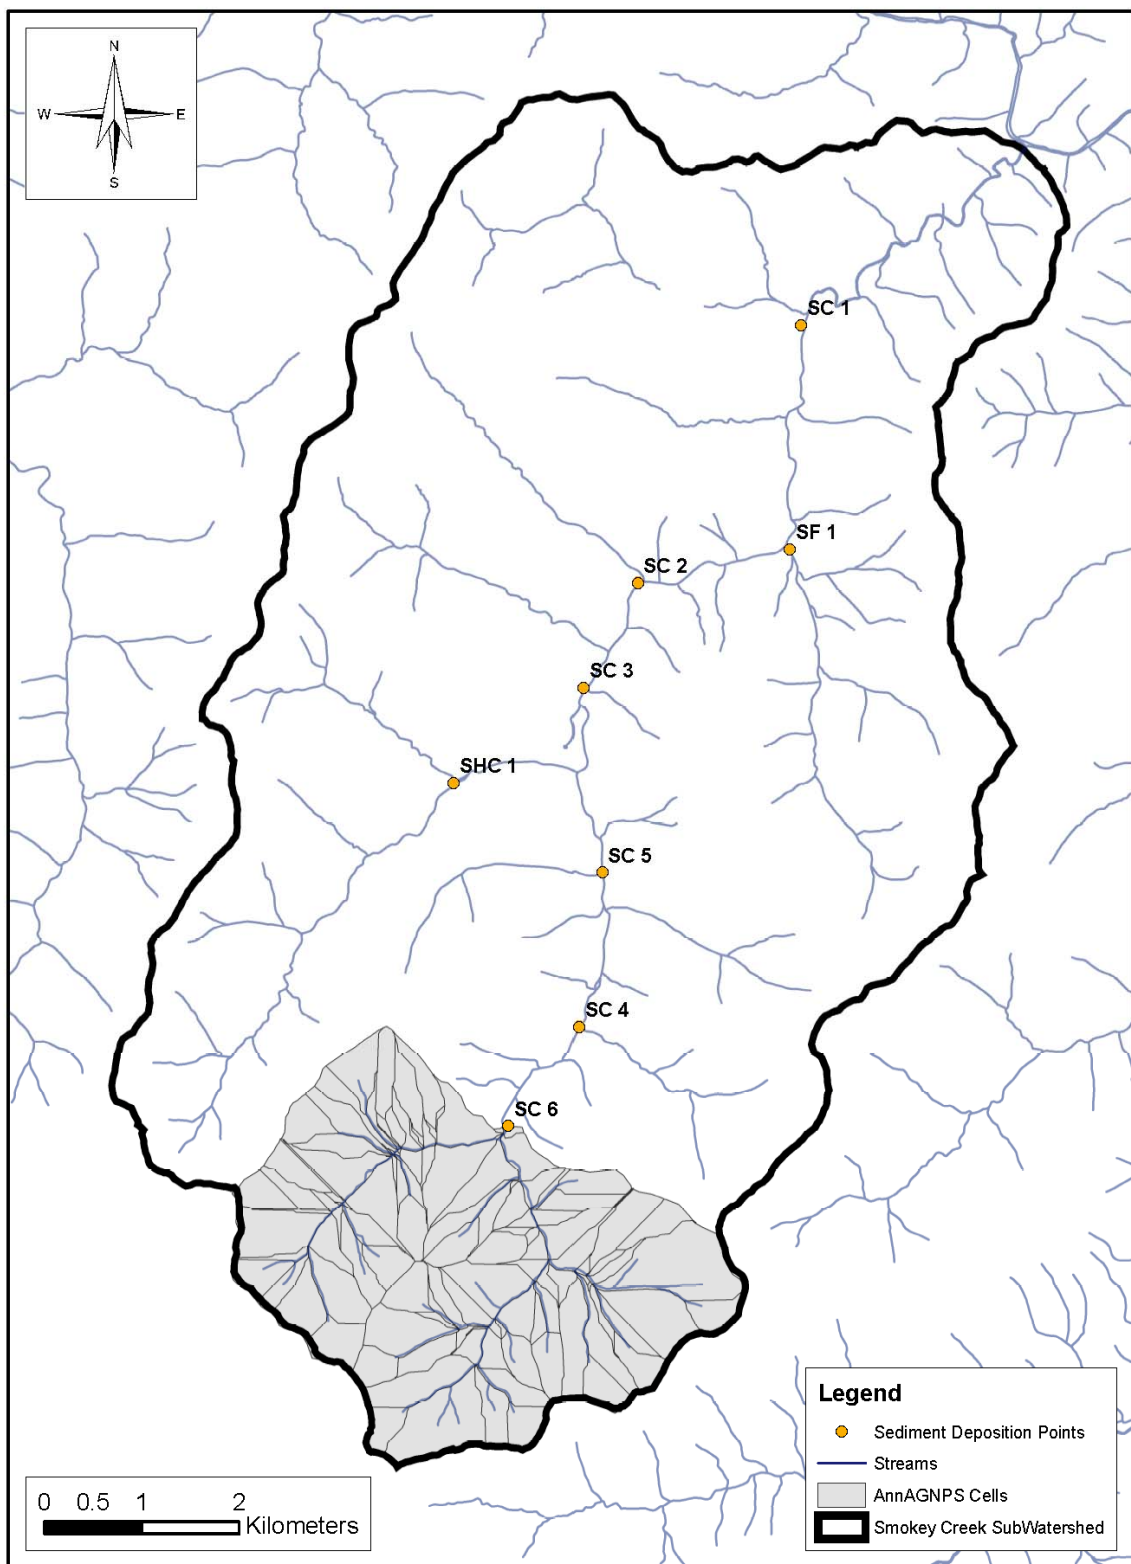 N
W E
S
SC 1
SF 1
SC 2
SC 3
SHC 1
SC 5
SC 4
SC 6
Legend
Sediment Deposition Points
Streams
AnnAGNPS Cells
Smokey Creek SubWatershed
0 0.5 1 2
Kilometers